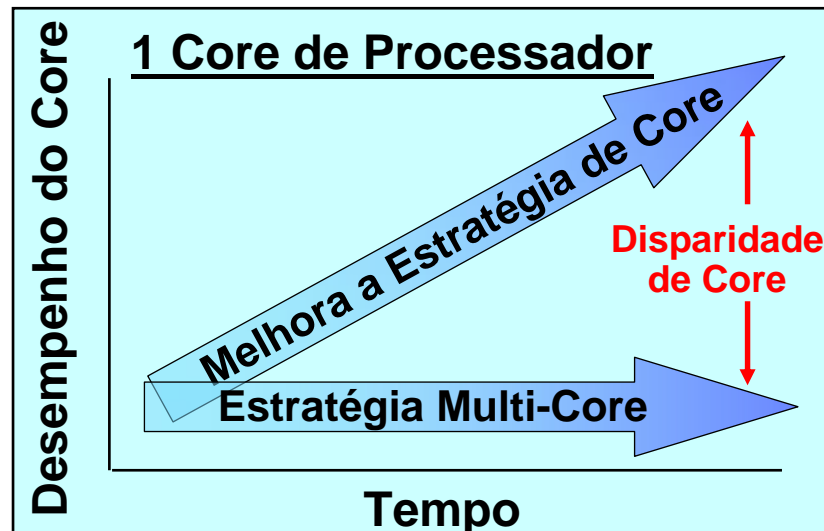 1 Core de Processador
Desempenho do Core
Melhora a Estratégia de Core
Disparidade
de Core
Estratégia Multi-Core
Tempo